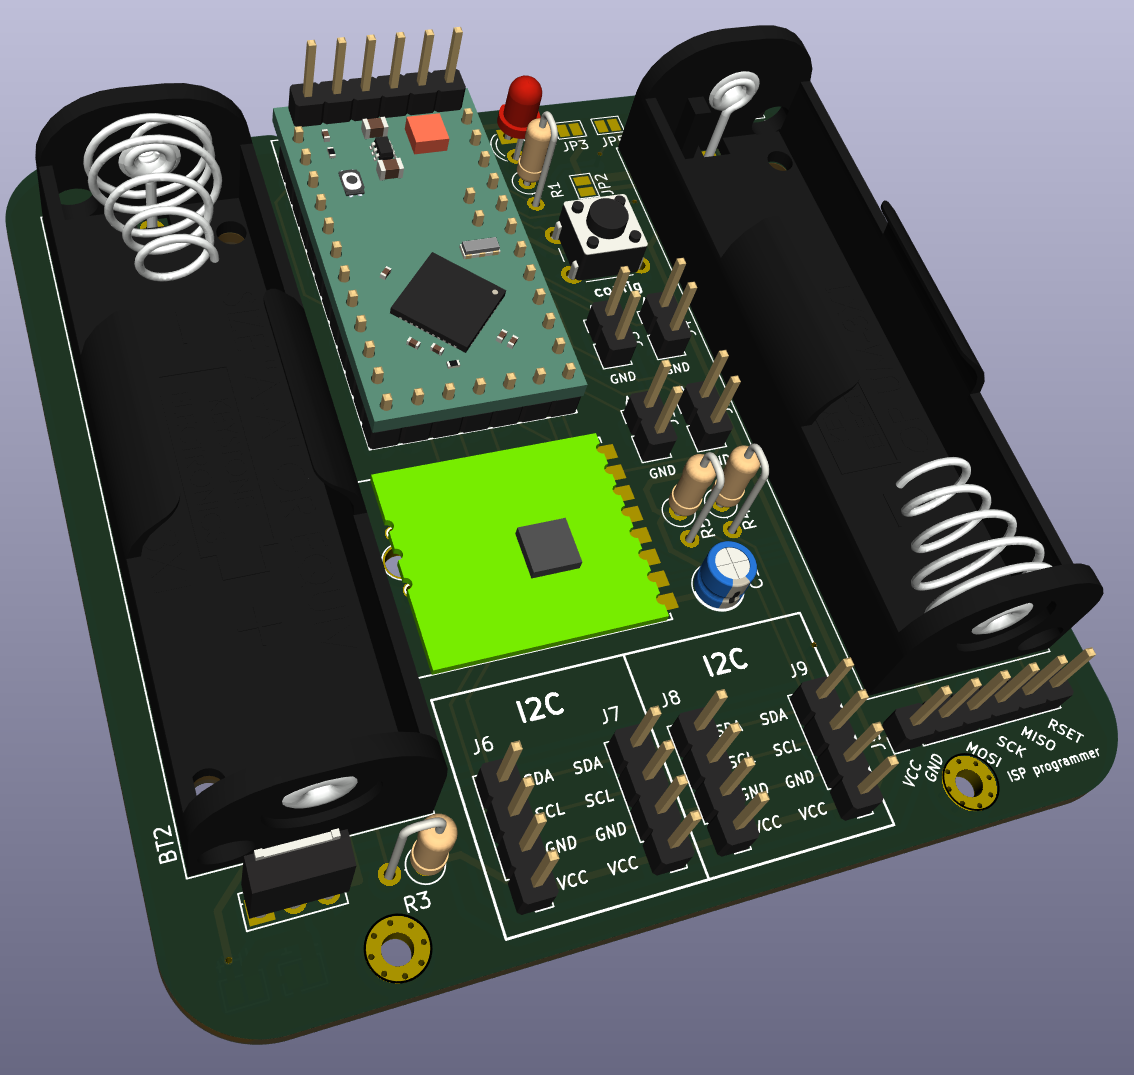 JP3
JP5
JP2
R1
config
GND
GND
GND
R5
R4
I2C
I2C
J6
J7
J8
J9
SDA
SDA
SDA
SDA
SCL
SCL
SCL
SCL
GND
GND
GND
GND
VCC
VCC
VCC
VCC
VCC
GND
MOSI
SCK
MISO
RSET
ISP programmer
BT2
R3